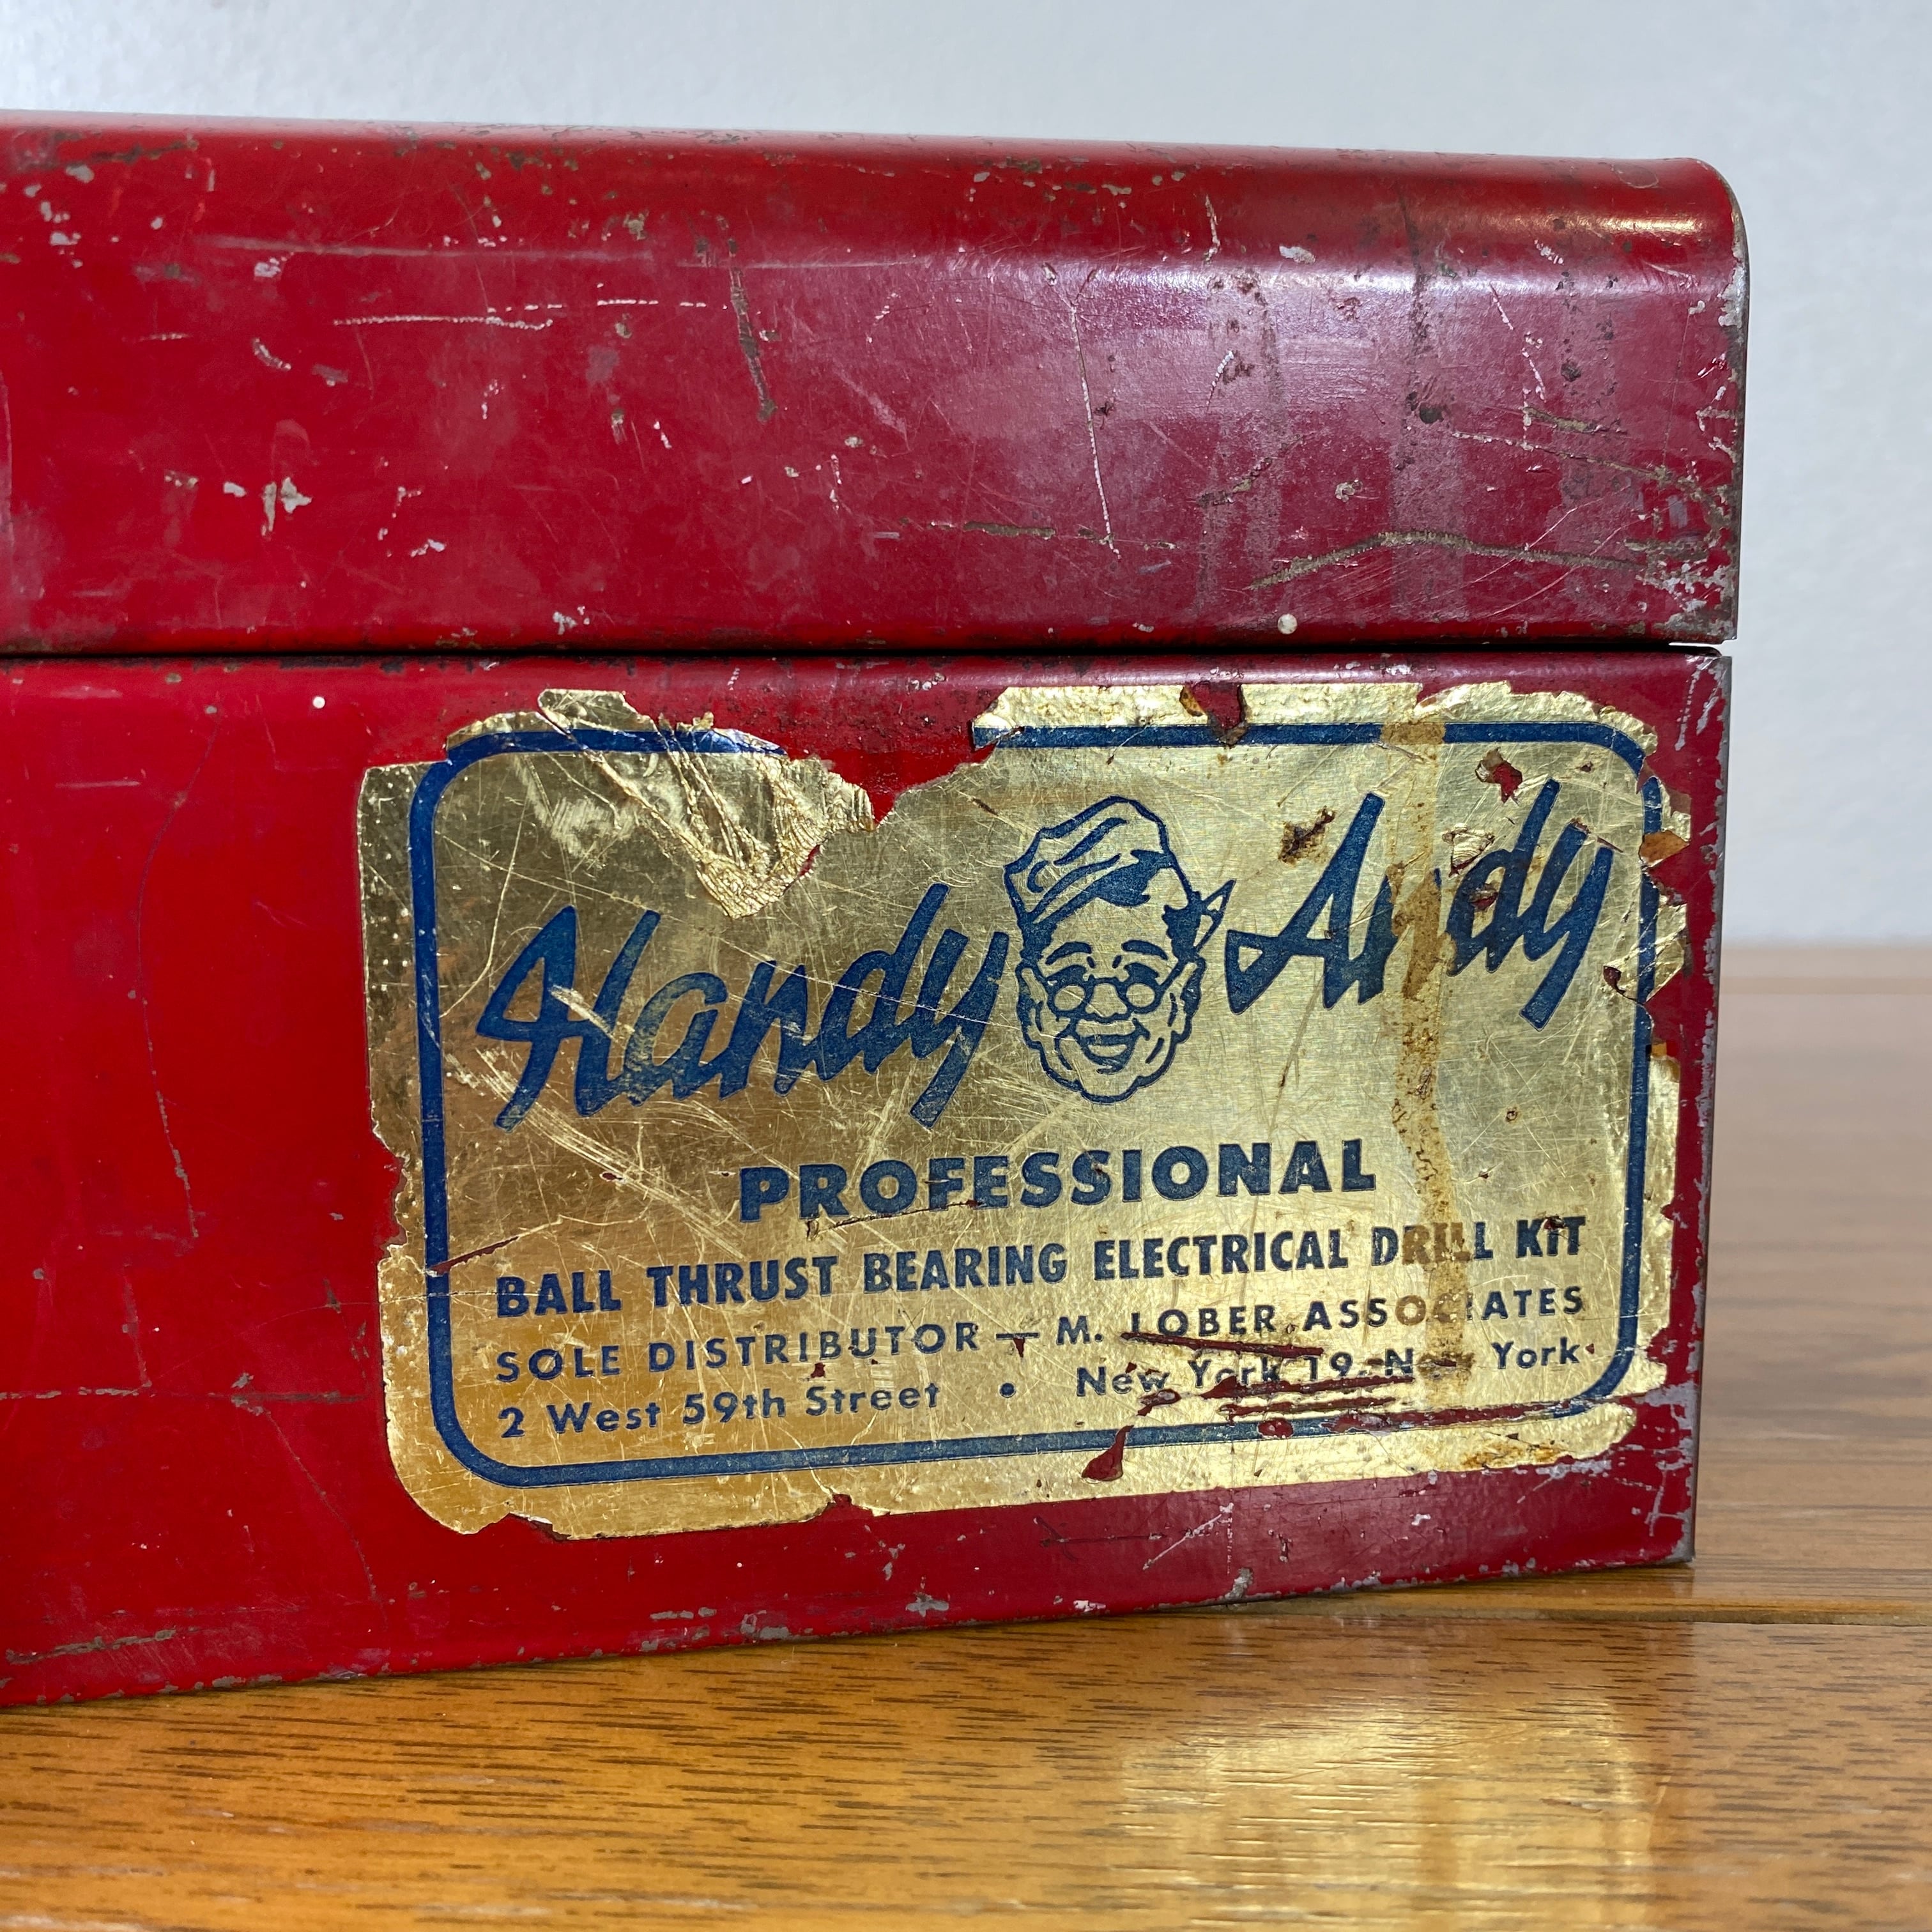 Handy Andy
PROFESSIONAL
BALL THRUST BEARING ELECTRICAL DRILL KIT
SOLE DISTRIBUTOR — M. LOBER ASSOCIATES
2 West 59th Street • New York 19, New York